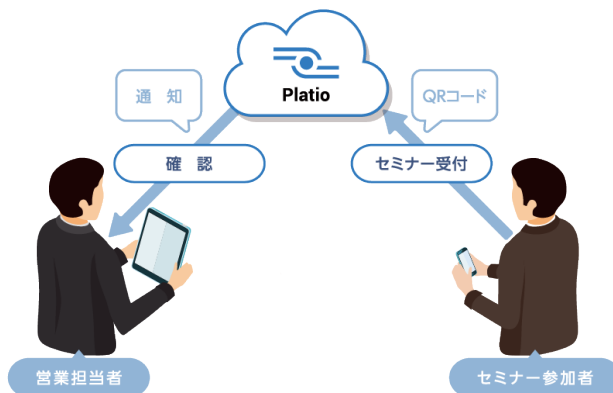 Platio
通 知
QRコード
確 認
セミナー受付
営業担当者
セミナー参加者